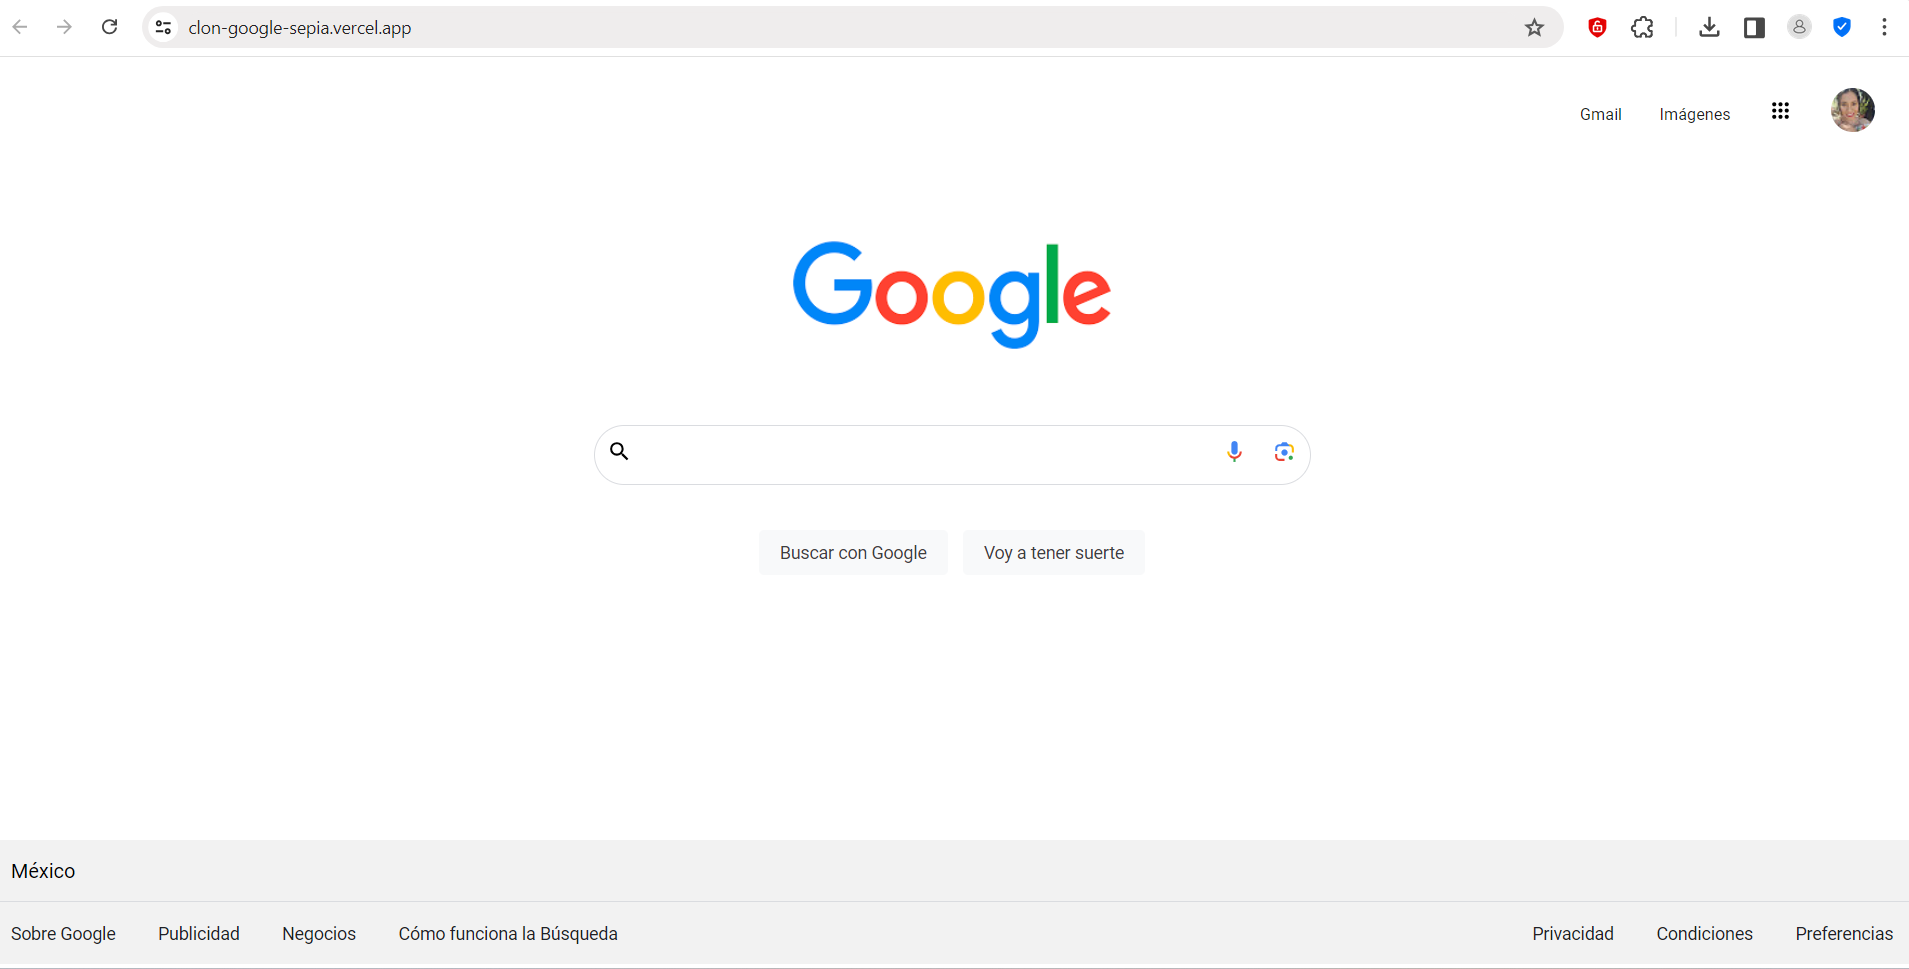 clon-google-sepia.vercel.app
Gmail Imágenes
Google
Buscar con Google Voy a tener suerte
México
Sobre Google Publicidad Negocios Cómo funciona la Búsqueda Privacidad Condiciones Preferencias